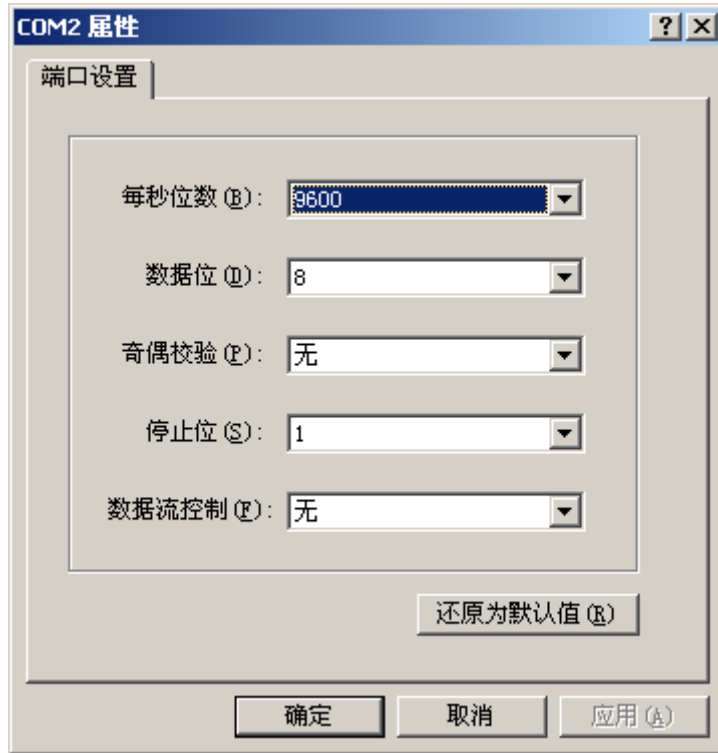 COM2 属性
端口设置
每秒位数(B): 9600
数据位(D): 8
奇偶校验(P): 无
停止位(S): 1
数据流控制(F): 无
还原为默认值(R)
确定 取消 应用(A)